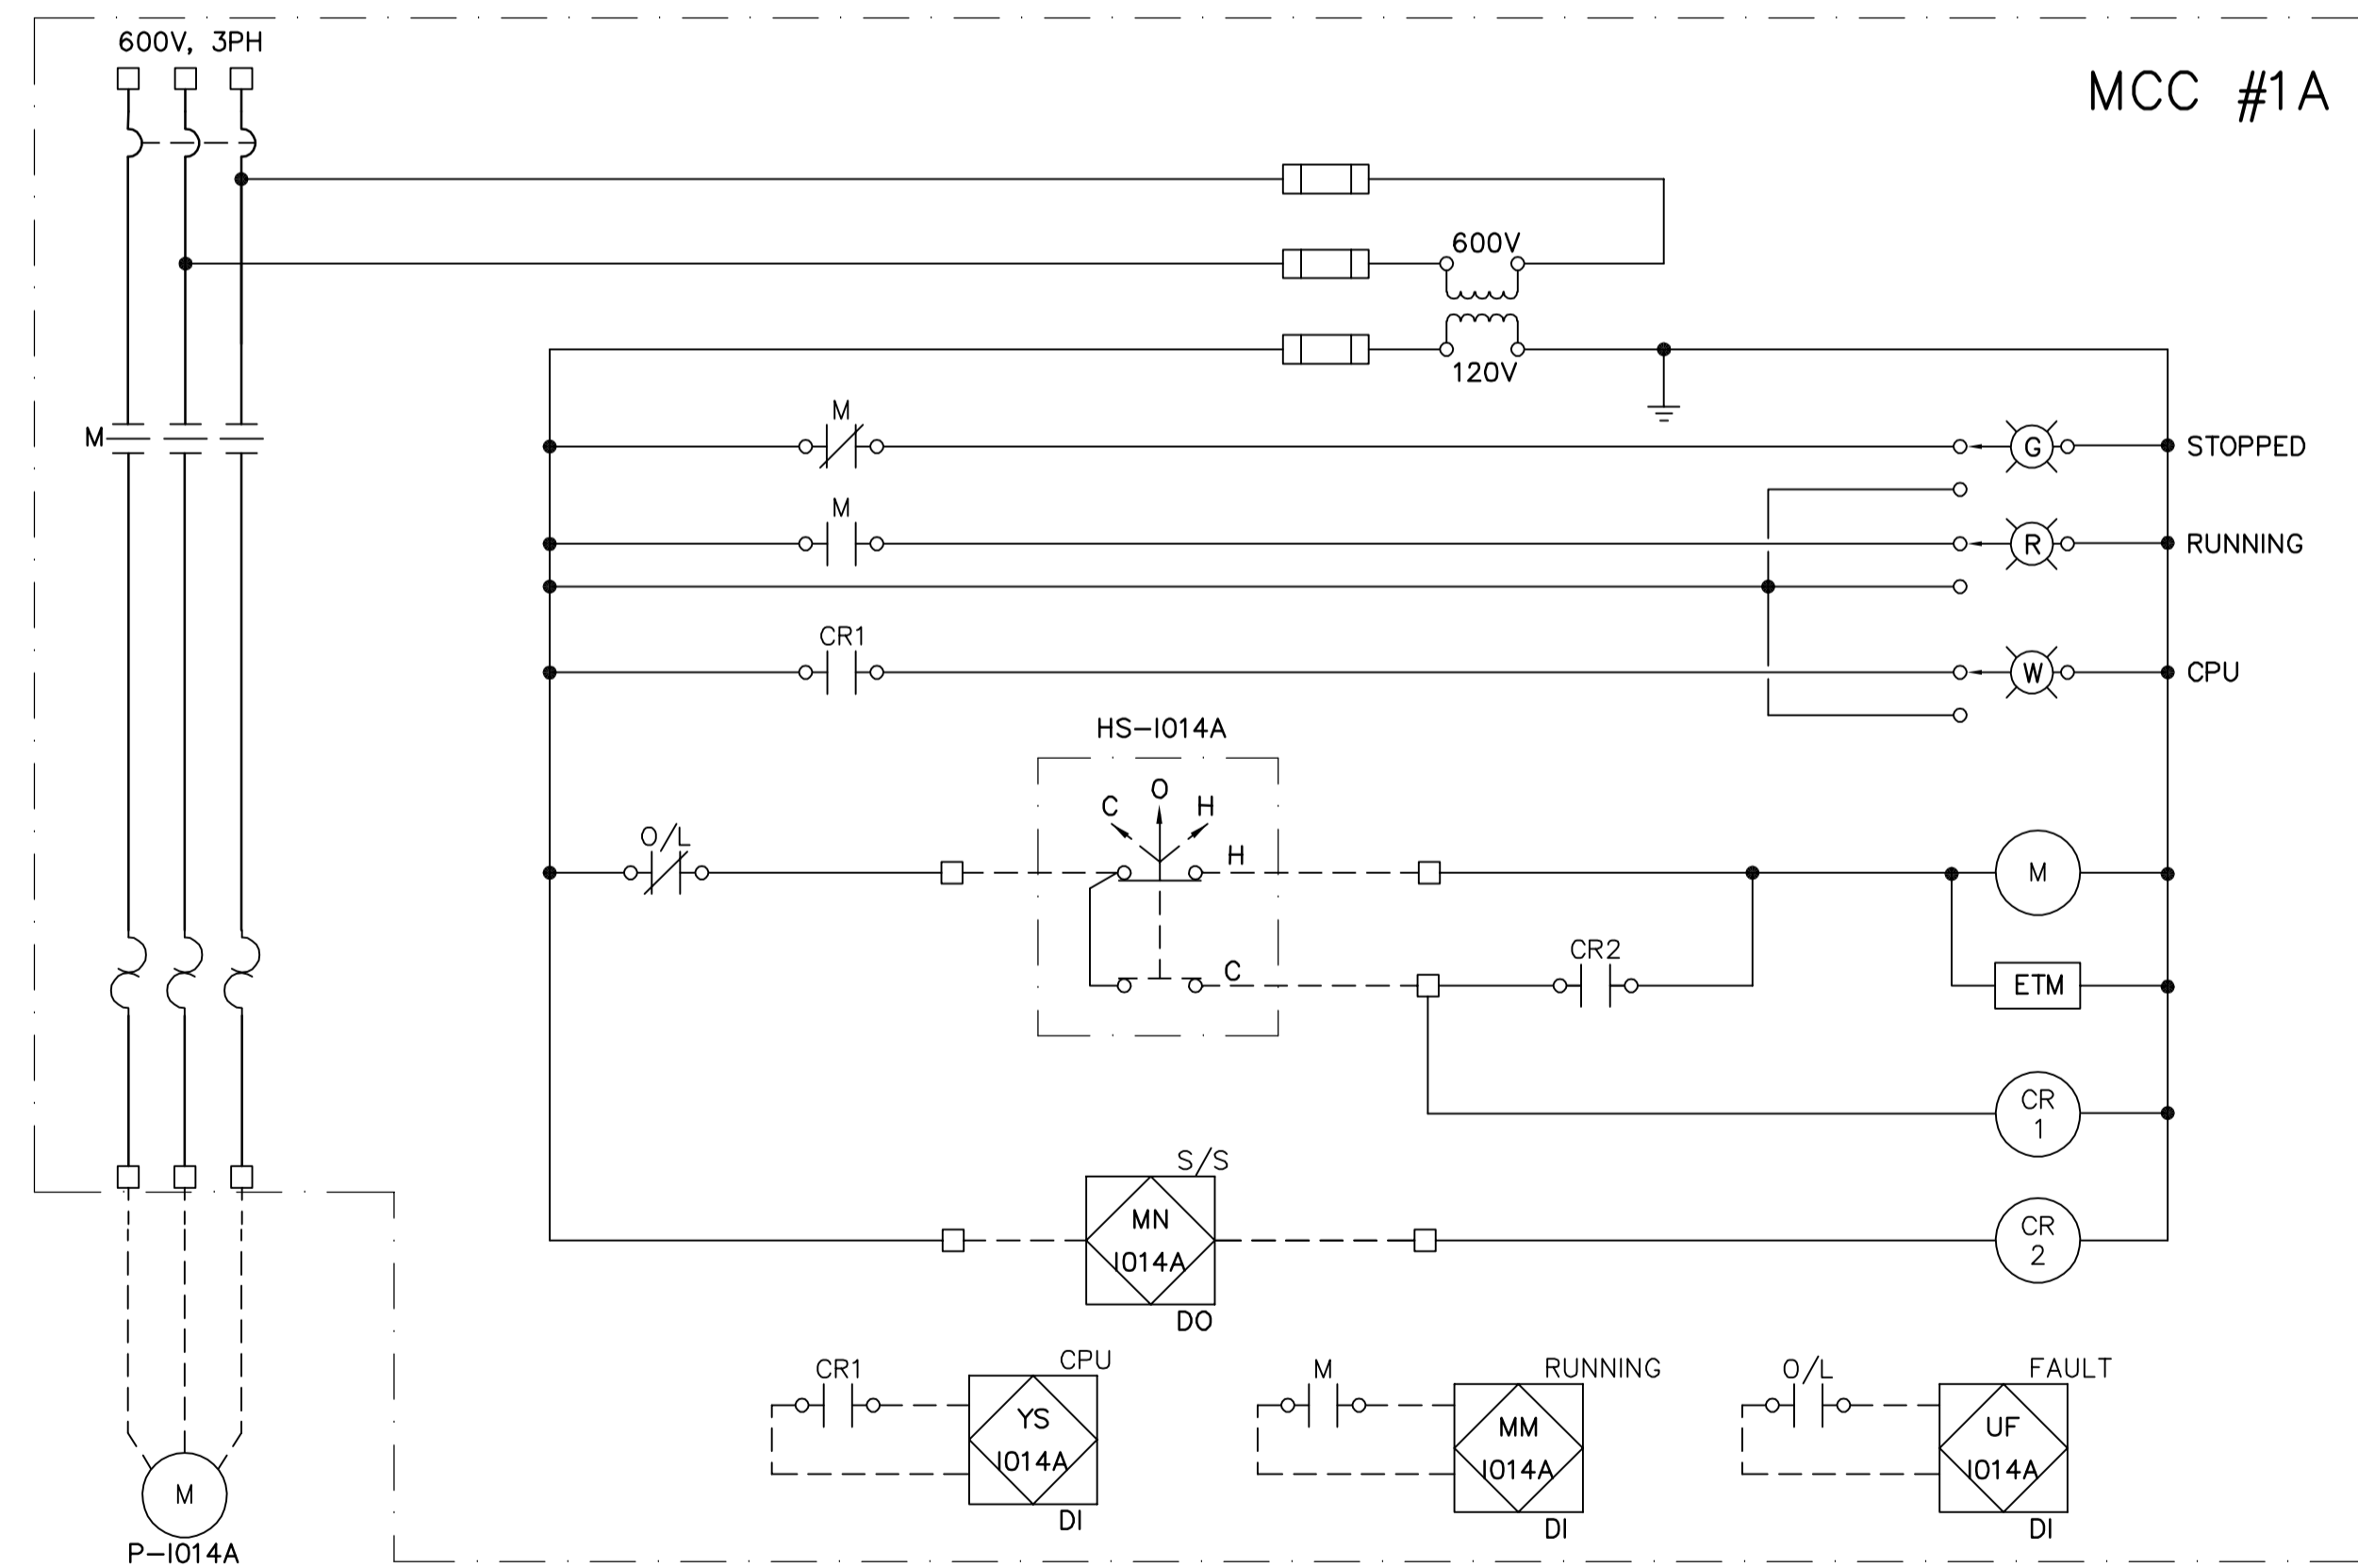 600V, 3PH
MCC #1A
600V
120V
M
STOPPED
G
M
M
RUNNING
R
CR1
CPU
W
HS-I014A
C O H
O/L
H
M
CR2
C
ETM
CR
1
S/S
MN
I014A
DO
CR
2
CR1
CPU
YS
I014A
DI
M
RUNNING
MM
I014A
DI
O/L
FAULT
UF
I014A
DI
M
P-I014A